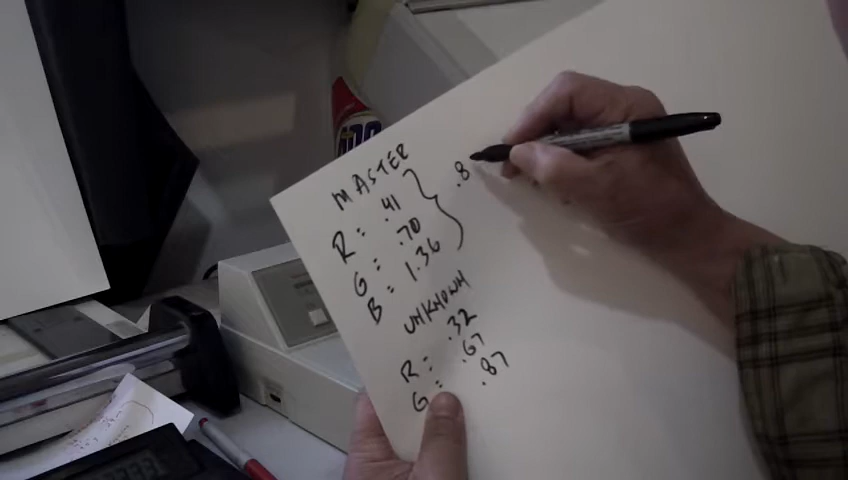 MASTER
R: .41
G: .70
B: 1.36
.8
UNKNOWN
R: .32
G: .67
.87